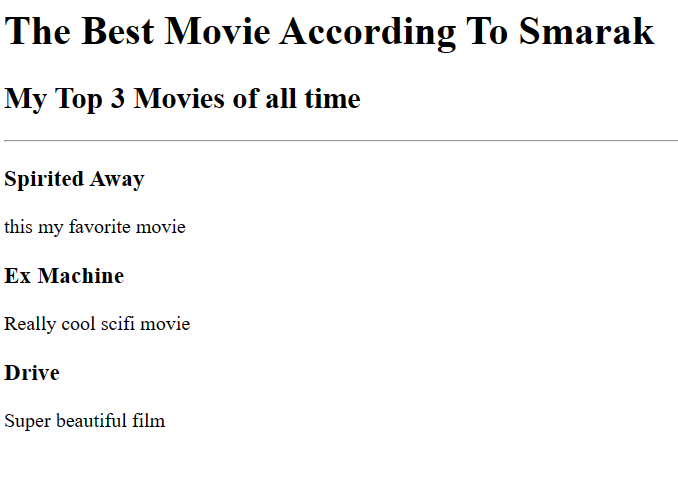 The Best Movie According To Smarak
My Top 3 Movies of all time
Spirited Away
this my favorite movie
Ex Machine
Really cool scifi movie
Drive
Super beautiful film